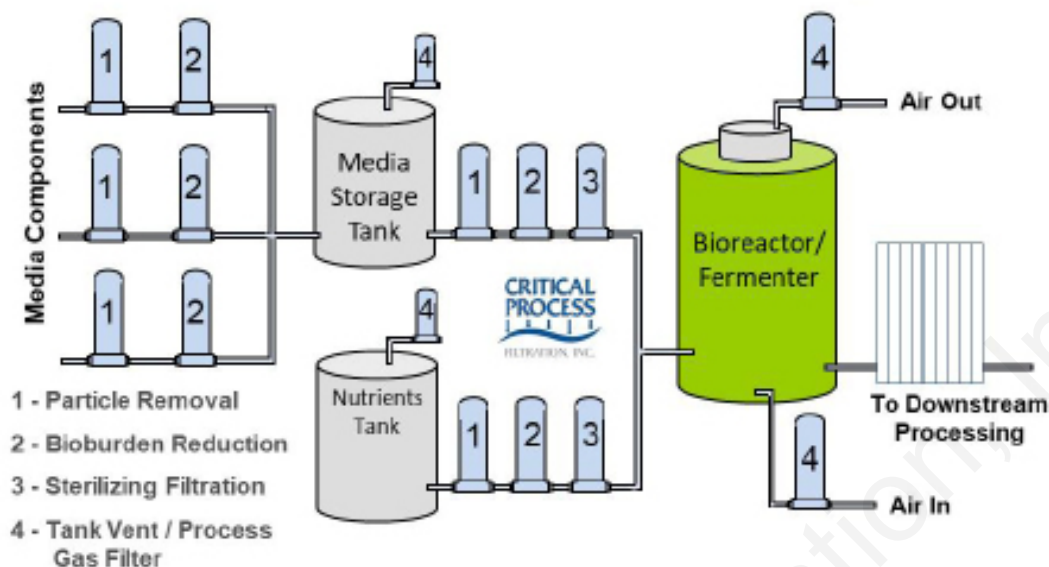 Media Components
1
2
1
2
1
2
4
Media
Storage
Tank
1
2
3
4
Nutrients
Tank
1
2
3
CRITICAL
PROCESS
FILTRATION, INC.
4
Air Out
Bioreactor/
Fermenter
To Downstream
Processing
4
Air In
1 - Particle Removal
2 - Bioburden Reduction
3 - Sterilizing Filtration
4 - Tank Vent / Process
Gas Filter